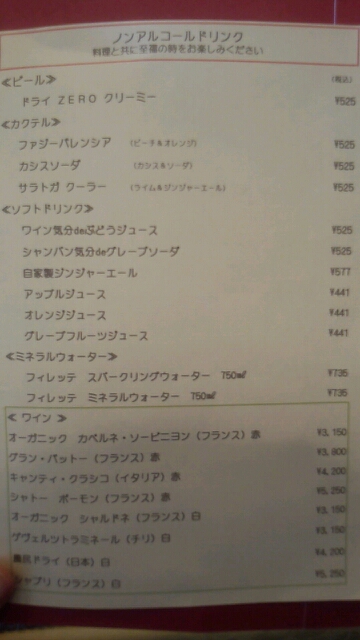 ノンアルコールドリンク
料理と共に至福の時をお楽しみください
≪ビール≫ (税込)
ドライ ZERO クリーミー ¥525
≪カクテル≫
ファジーバレンシア (ピーチ&オレンジ) ¥525
カシスソーダ (カシス&ソーダ) ¥525
サラトガ クーラー (ライム&ジンジャーエール) ¥525
≪ソフトドリンク≫
ワイン気分deぶどうジュース ¥525
シャンパン気分deグレープソーダ ¥525
自家製ジンジャーエール ¥577
アップルジュース ¥441
オレンジジュース ¥441
グレープフルーツジュース ¥441
≪ミネラルウォーター≫
フィレッテ スパークリングウォーター 750㎖ ¥735
フィレッテ ミネラルウォーター 750㎖ ¥735
≪ ワイン ≫
オーガニック カベルネ・ソービニヨン (フランス) 赤 ¥3,150
グラン・バトー (フランス) 赤
キャンティ・クラシコ (イタリア) 赤 ¥4,200
シャトー ボーモン (フランス) 赤 ¥5,250
オーガニック シャルドネ (フランス) 白 ¥3,150
ゲヴェルツトラミネール (チリ) 白 ¥3,150
ドライ (日本) 白 ¥4,200
シャブリ (フランス) 白 ¥5,250